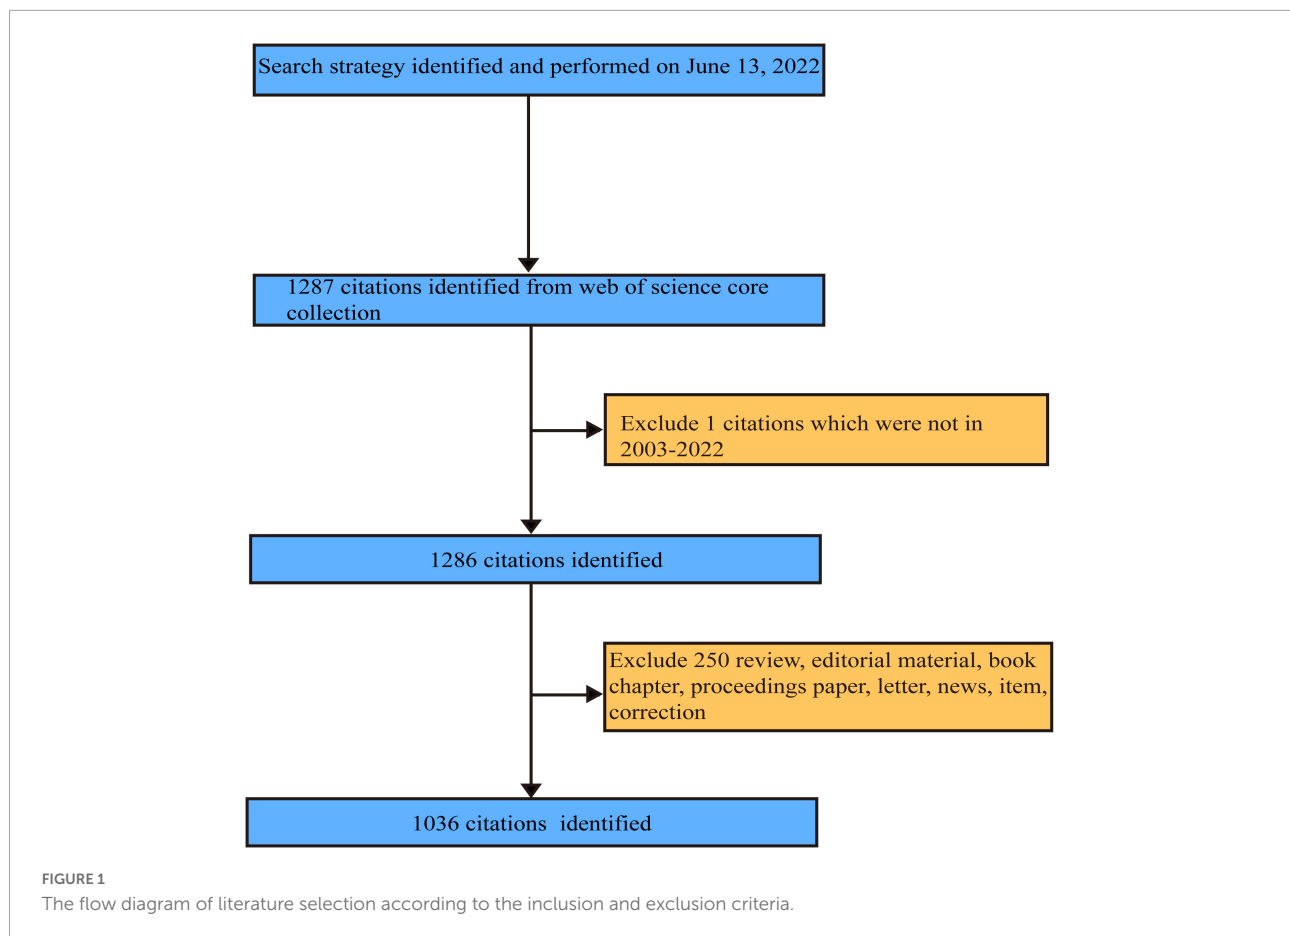 Search strategy identified and performed on June 13, 2022
1287 citations identified from web of science core
collection
Exclude 1 citations which were not in
2003-2022
1286 citations identified
Exclude 250 review, editorial material, book
chapter, proceedings paper, letter, news, item,
correction
1036 citations  identified
FIGURE 1
The flow diagram of literature selection according to the inclusion and exclusion criteria.